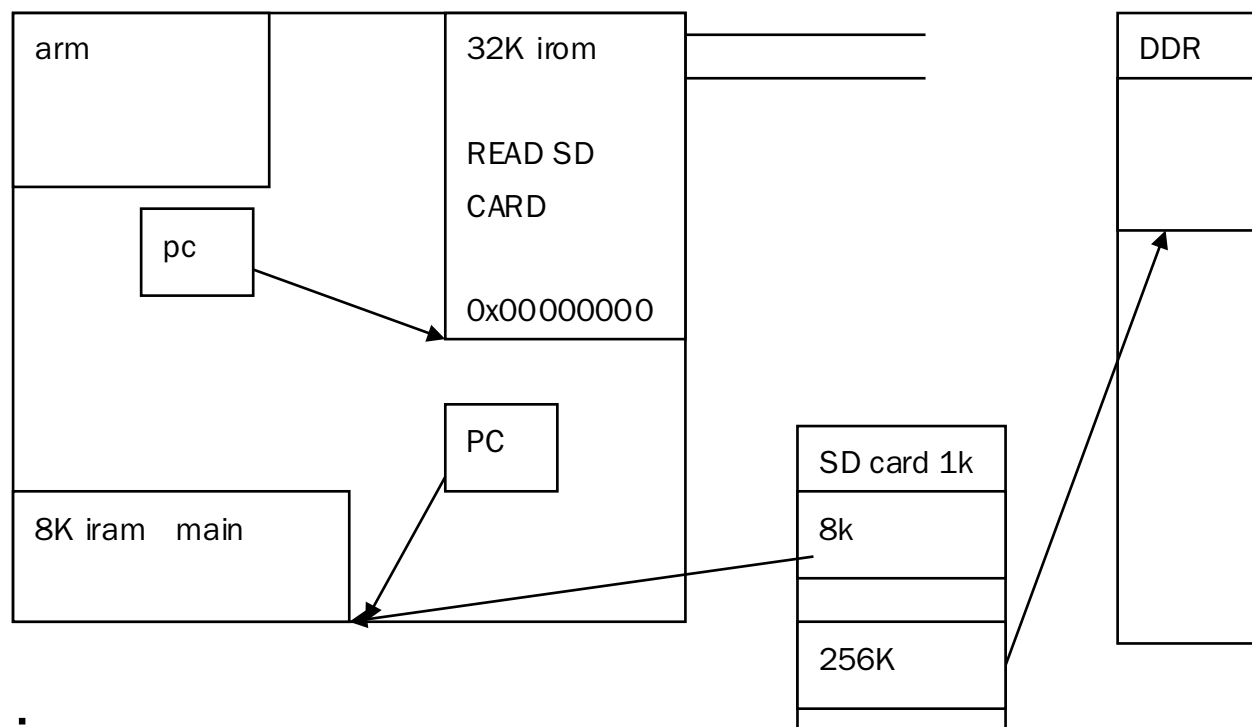 arm
32K irom
READ SD
CARD
0x00000000
pc
PC
8K iram main
SD card 1k
8k
256K
DDR